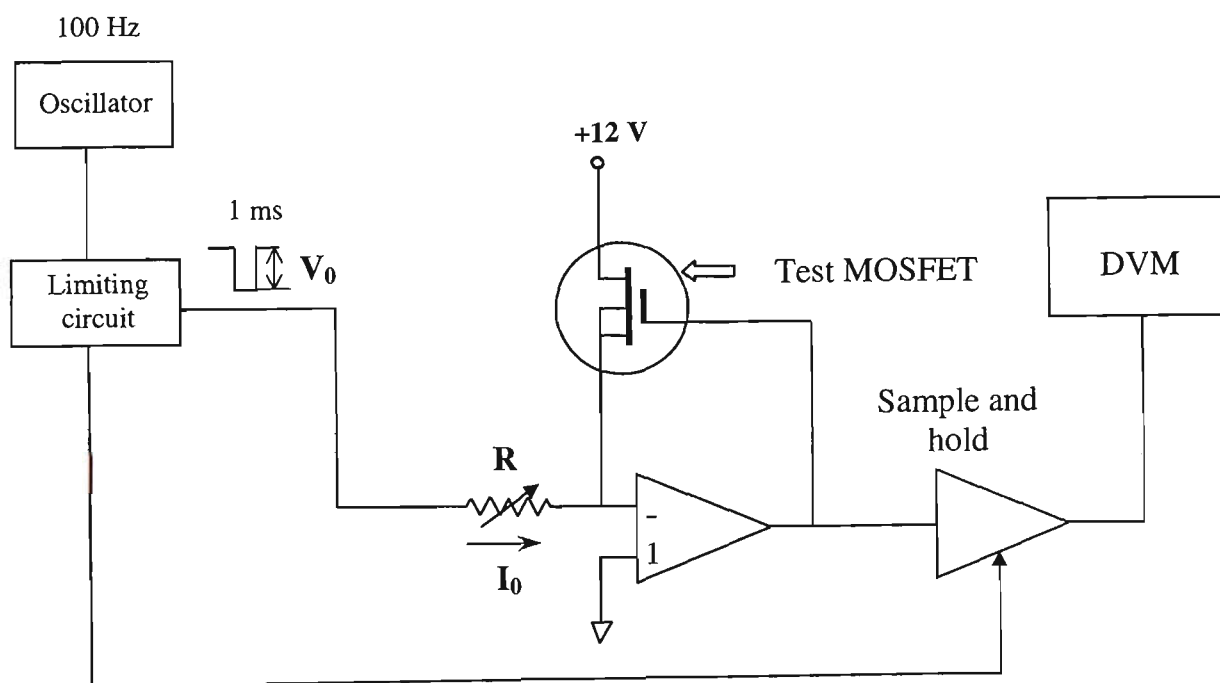 100 Hz
Oscillator
1 ms
V₀
Limiting
circuit
+12 V
Test MOSFET
DVM
Sample and
hold
R
I₀
-
1